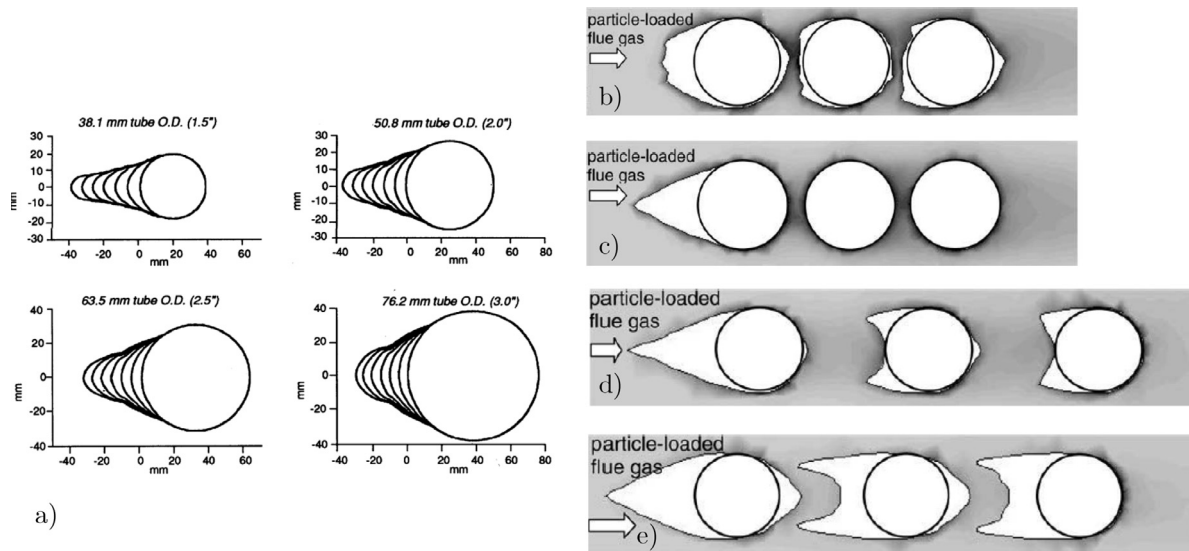 38.1 mm tube O.D. (1.5")
30
20
10
0
-10
-20
-30
mm
-40 -20 0 20 40 60
mm
50.8 mm tube O.D. (2.0")
30
20
10
0
-10
-20
-30
mm
-40 -20 0 20 40 60 80
mm
63.5 mm tube O.D. (2.5")
40
20
0
-20
-40
mm
-40 -20 0 20 40 60
mm
76.2 mm tube O.D. (3.0")
40
20
0
-20
-40
mm
-40 -20 0 20 40 60 80
mm
a)
particle-loaded
flue gas
b)
particle-loaded
flue gas
c)
particle-loaded
flue gas
d)
particle-loaded
flue gas
e)